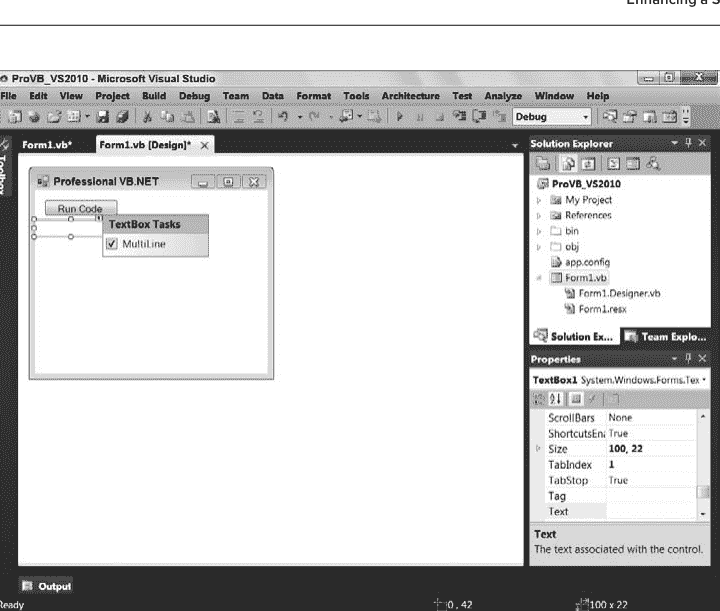 Enhancing a S
ProVB_VS2010 - Microsoft Visual Studio
File Edit View Project Build Debug Team Data Format Tools Architecture Test Analyze Window Help
Debug
Toolbox
Form1.vb* Form1.vb [Design]*
Professional VB.NET
Run Code
TextBox Tasks
MultiLine
Solution Explorer
ProVB_VS2010
My Project
References
bin
obj
app.config
Form1.vb
Form1.Designer.vb
Form1.resx
Solution Ex... Team Explo...
Properties
TextBox1 System.Windows.Forms.Tex
ScrollBars None
ShortcutsEn True
Size 100, 22
TabIndex 1
TabStop True
Tag
Text
Text
The text associated with the control.
Output
Ready 0 , 42 100 x 22